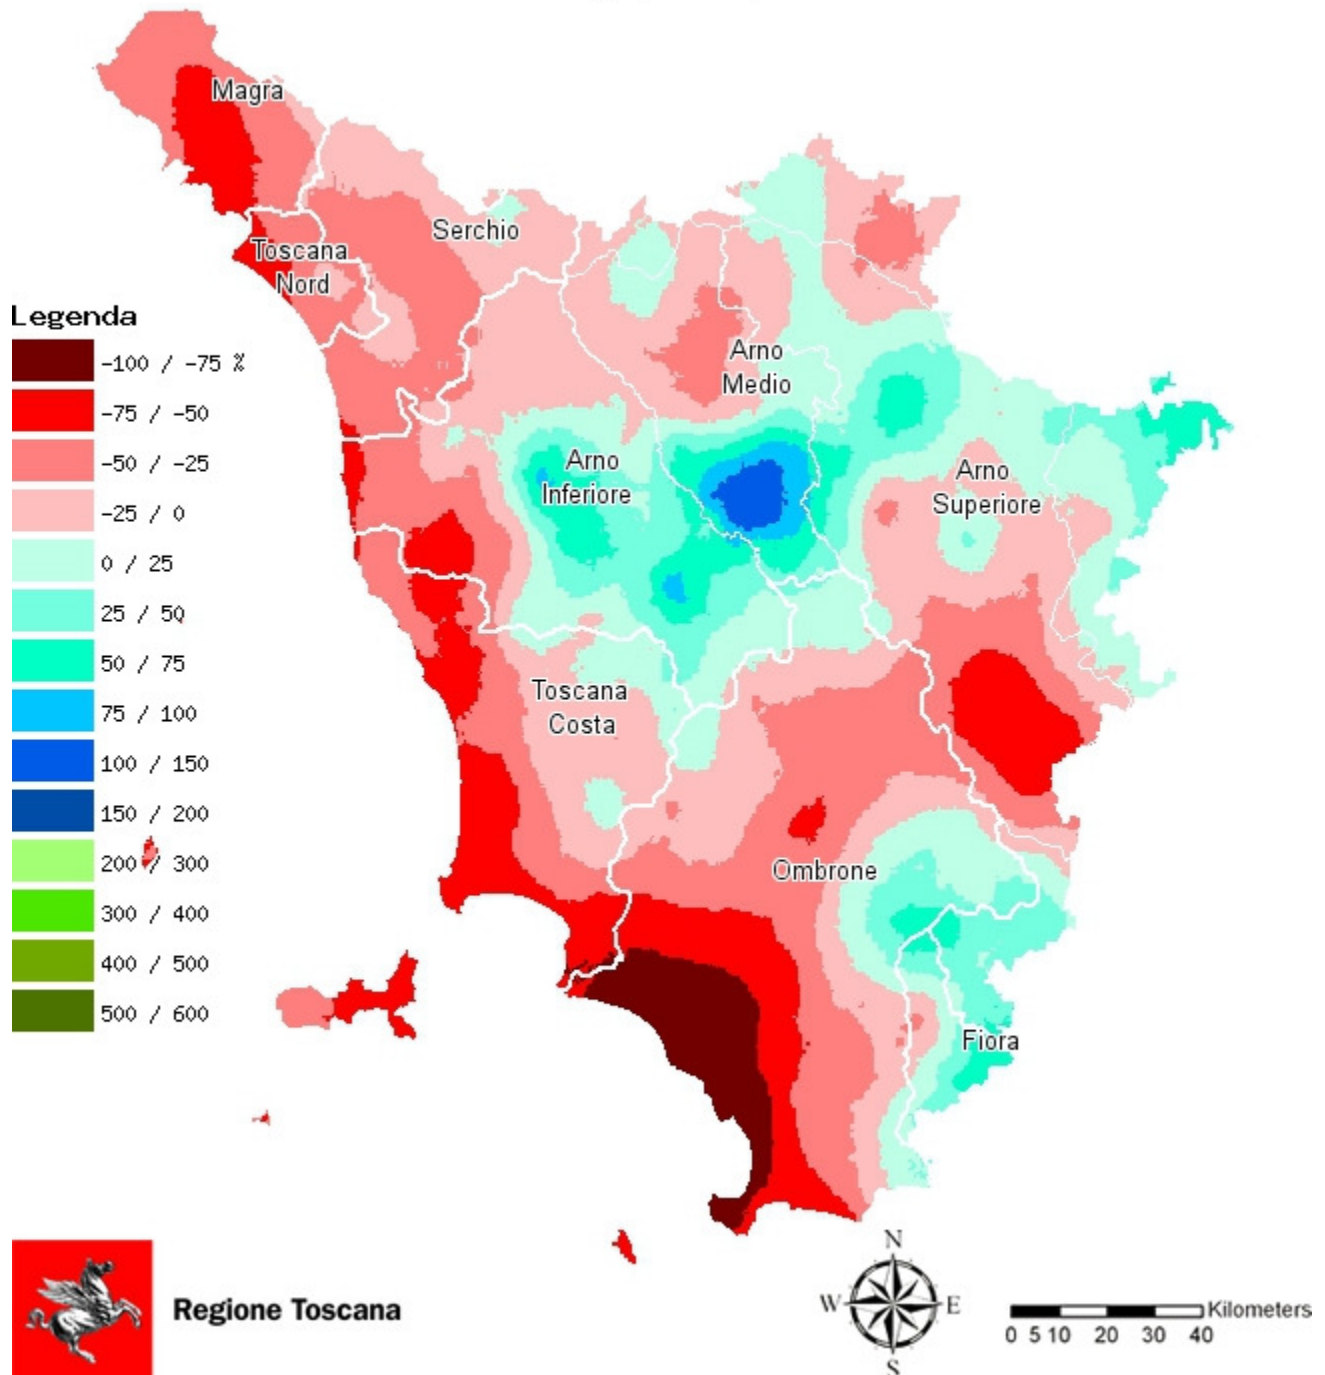 Magra
Serchio
Toscana
Nord
Legenda
-100 / -75 %
-75 / -50
-50 / -25
-25 / 0
0 / 25
25 / 50
50 / 75
75 / 100
100 / 150
150 / 200
200 / 300
300 / 400
400 / 500
500 / 600
Arno
Medio
Arno
Inferiore
Arno
Superiore
Toscana
Costa
Ombrone
Fiora
Regione Toscana
N
W
E
S
Kilometers
0 5 10 20 30 40